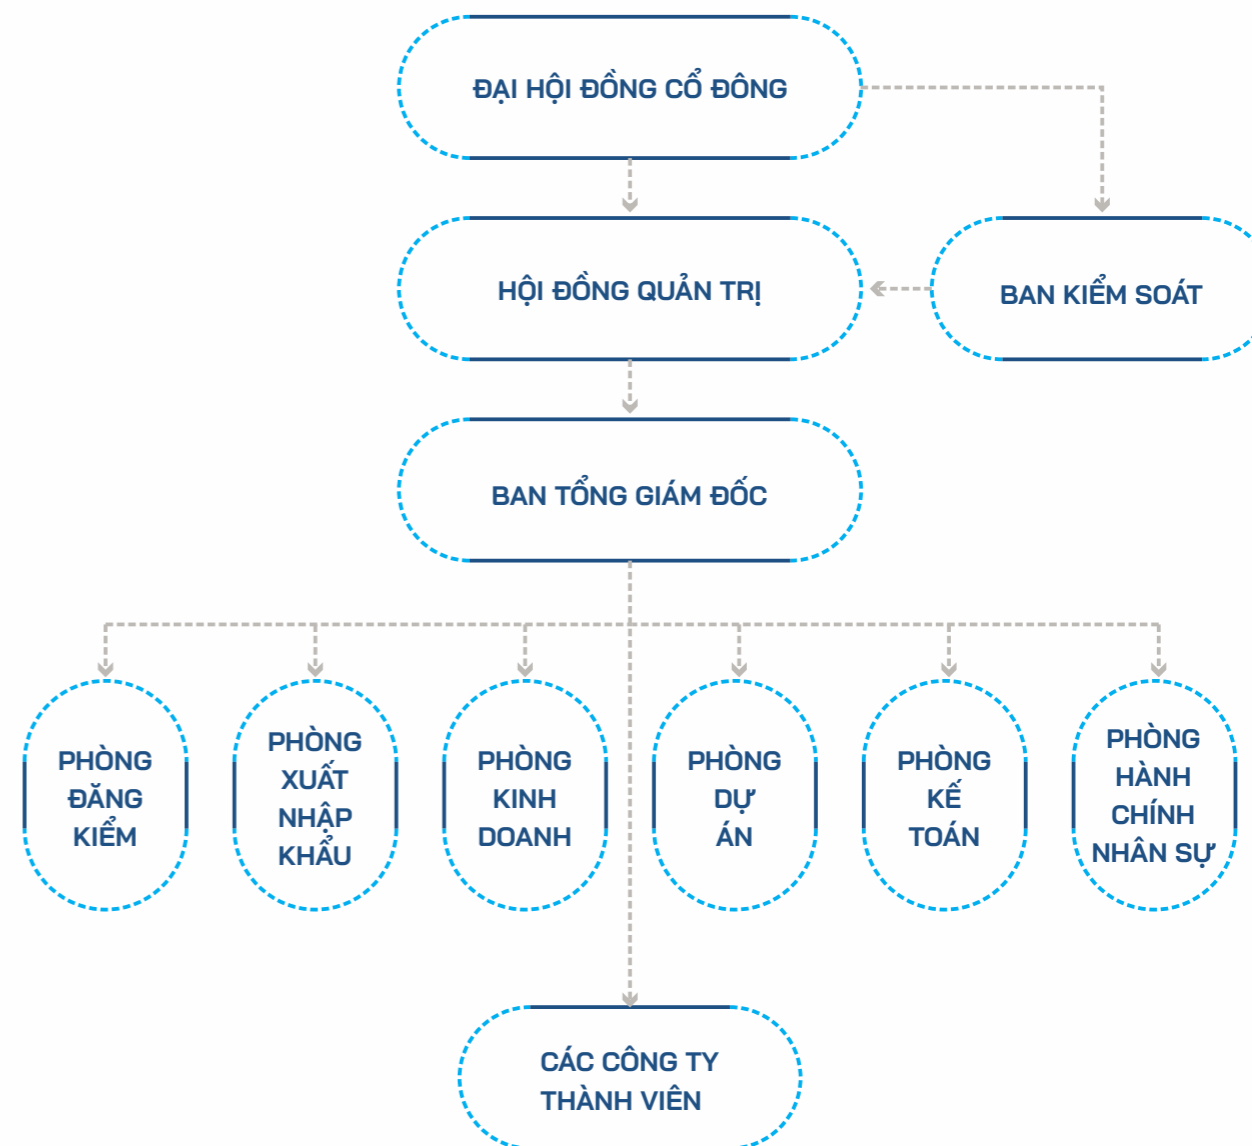 ĐẠI HỘI ĐỒNG CỔ ĐÔNG
HỘI ĐỒNG QUẢN TRỊ
BAN KIỂM SOÁT
BAN TỔNG GIÁM ĐỐC
PHÒNG
ĐĂNG
KIỂM
PHÒNG
XUẤT
NHẬP
KHẨU
PHÒNG
KINH
DOANH
PHÒNG
DỰ
ÁN
PHÒNG
KẾ
TOÁN
PHÒNG
HÀNH
CHÍNH
NHÂN SỰ
CÁC CÔNG TY
THÀNH VIÊN